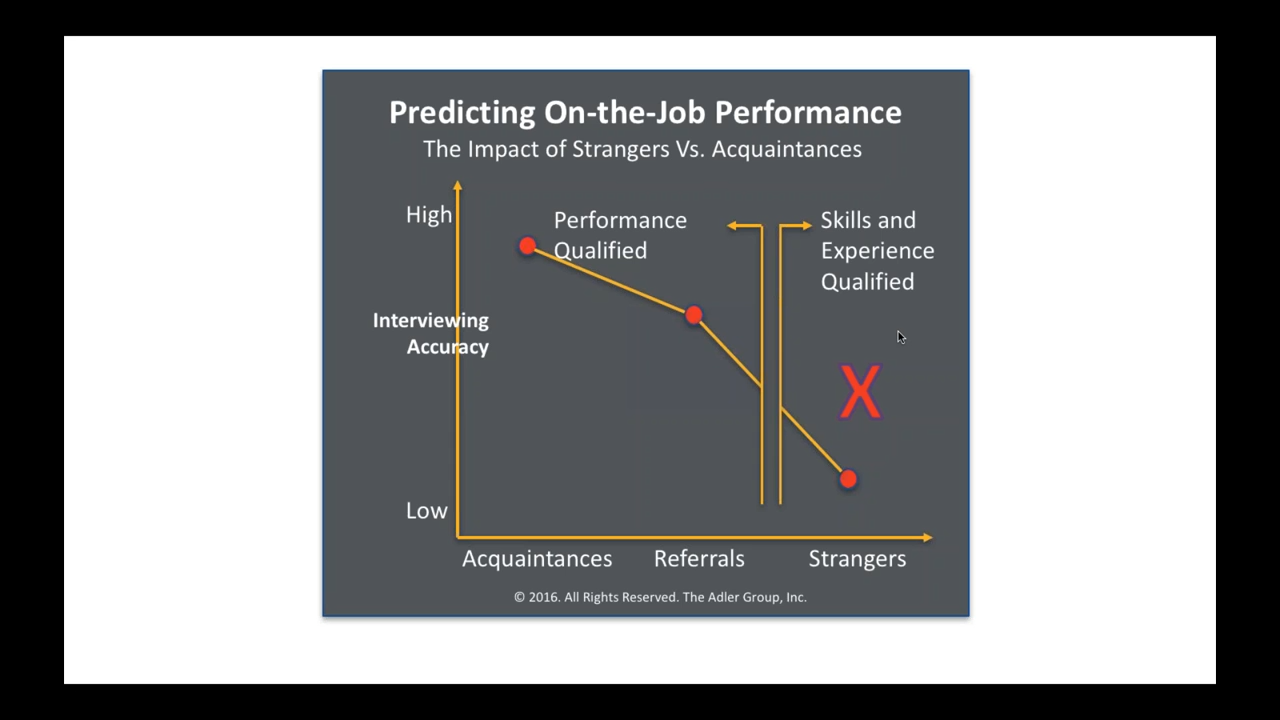 Predicting On-the-Job Performance
The Impact of Strangers Vs. Acquaintances
High
Performance
Qualified
Skills and
Experience
Qualified
Interviewing
Accuracy
X
Low
Acquaintances Referrals Strangers
© 2016. All Rights Reserved. The Adler Group, Inc.